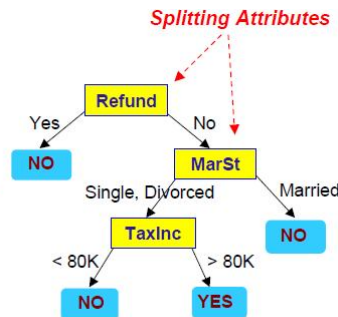 Splitting Attributes
Refund
Yes
No
NO
MarSt
Single, Divorced
Married
TaxInc
NO
< 80K
> 80K
NO
YES